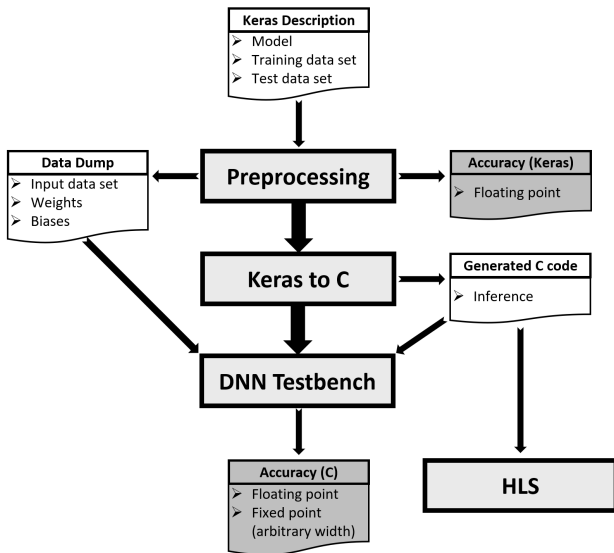 Keras Description
➢ Model
➢ Training data set
➢ Test data set
Data Dump
➢ Input data set
➢ Weights
➢ Biases
Preprocessing
Accuracy (Keras)
➢ Floating point
Keras to C
Generated C code
➢ Inference
DNN Testbench
Accuracy (C)
➢ Floating point
➢ Fixed point
(arbitrary width)
HLS